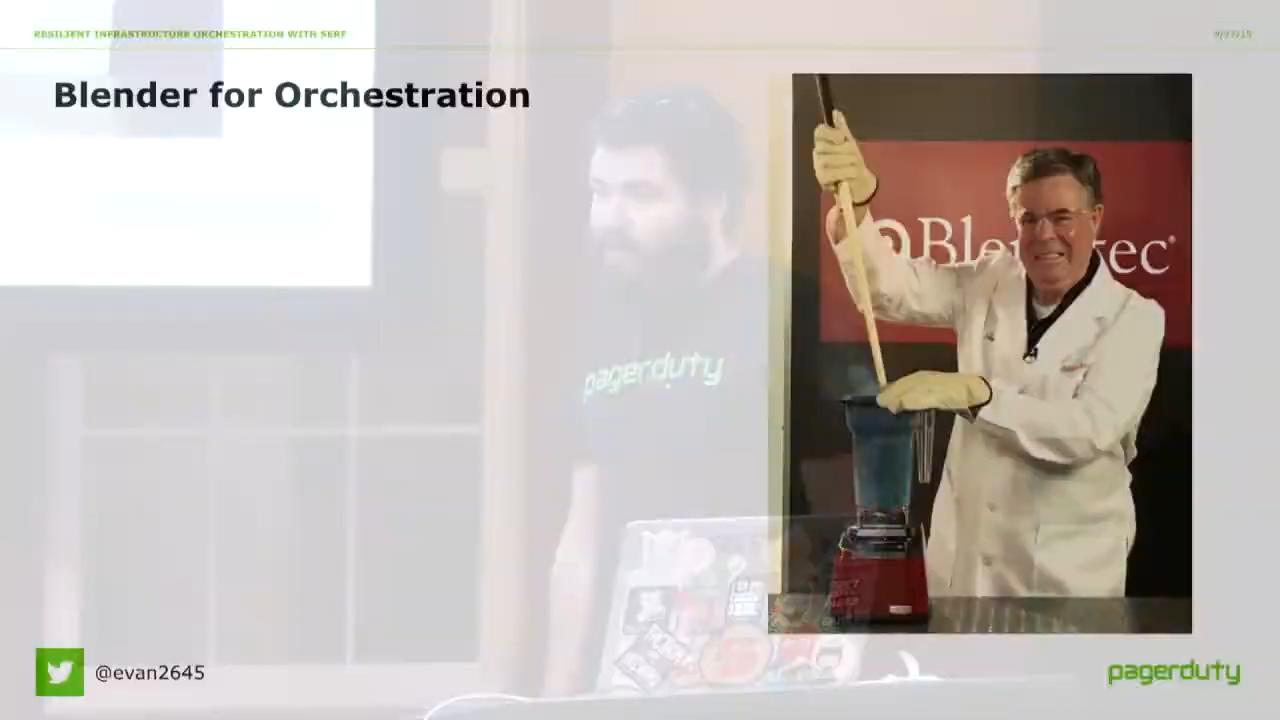 RESILIENT INFRASTRUCTURE ORCHESTRATION WITH SERF
Blender for Orchestration
pagerduty
@evan2645
pagerduty